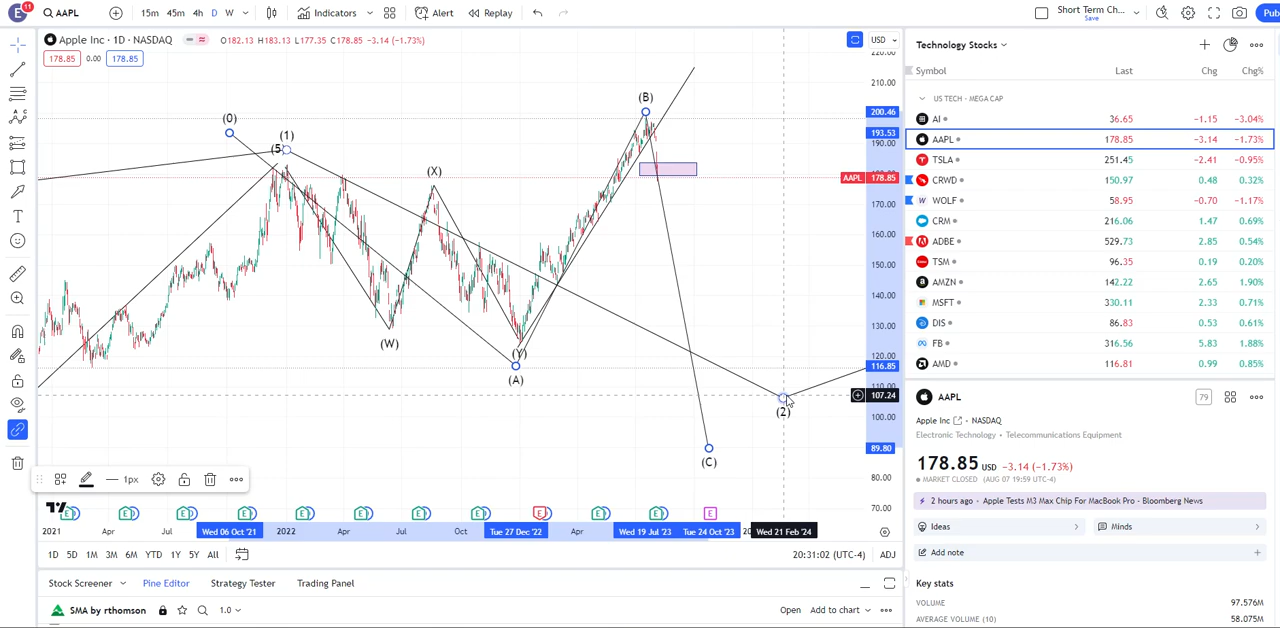 E 11 AAPL 15m 45m 4h D W Indicators Alert Replay Short Term Ch... Save Pub
Apple Inc · 1D · NASDAQ O182.13 H183.13 L177.35 C178.85 −3.14 (−1.73%) USD
178.85 0.00 178.85
220.00
210.00
200.46
193.53
190.00
AAPL 178.85
170.00
160.00
150.00
140.00
130.00
120.00
116.85
110.00
107.24
100.00
89.80
80.00
70.00
(0)
(1)
(5)
(B)
(X)
(W)
(Y)
(A)
(2)
(C)
1px
E E E E E E E E E E E E
2021 Apr Jul Wed 06 Oct '21 2022 Apr Jul Oct Tue 27 Dec '22 Apr Wed 19 Jul '23 Tue 24 Oct '23 Wed 21 Feb '24
1D 5D 1M 3M 6M YTD 1Y 5Y All 20:31:02 (UTC-4) ADJ
Stock Screener Pine Editor Strategy Tester Trading Panel
SMA by rthomson 1.0 Open Add to chart
Technology Stocks
Symbol Last Chg Chg%
US TECH - MEGA CAP
AI 36.65 −1.15 −3.04%
AAPL 178.85 −3.14 −1.73%
TSLA 251.45 −2.41 −0.95%
CRWD 150.97 0.48 0.32%
WOLF 58.95 −0.70 −1.17%
CRM 216.06 1.47 0.69%
ADBE 529.73 2.85 0.54%
TSM 96.35 0.19 0.20%
AMZN 142.22 2.65 1.90%
MSFT 330.11 2.33 0.71%
DIS 86.83 0.53 0.61%
FB 316.56 5.83 1.88%
AMD 116.81 0.99 0.85%
AAPL 79
Apple Inc · NASDAQ
Electronic Technology · Telecommunications Equipment
178.85 USD −3.14 (−1.73%)
MARKET CLOSED (AUG 07 19:59 UTC-4)
2 hours ago · Apple Tests M3 Max Chip For MacBook Pro - Bloomberg News
Ideas Minds
Add note
Key stats
VOLUME 97.576M
AVERAGE VOLUME (10) 58.075M